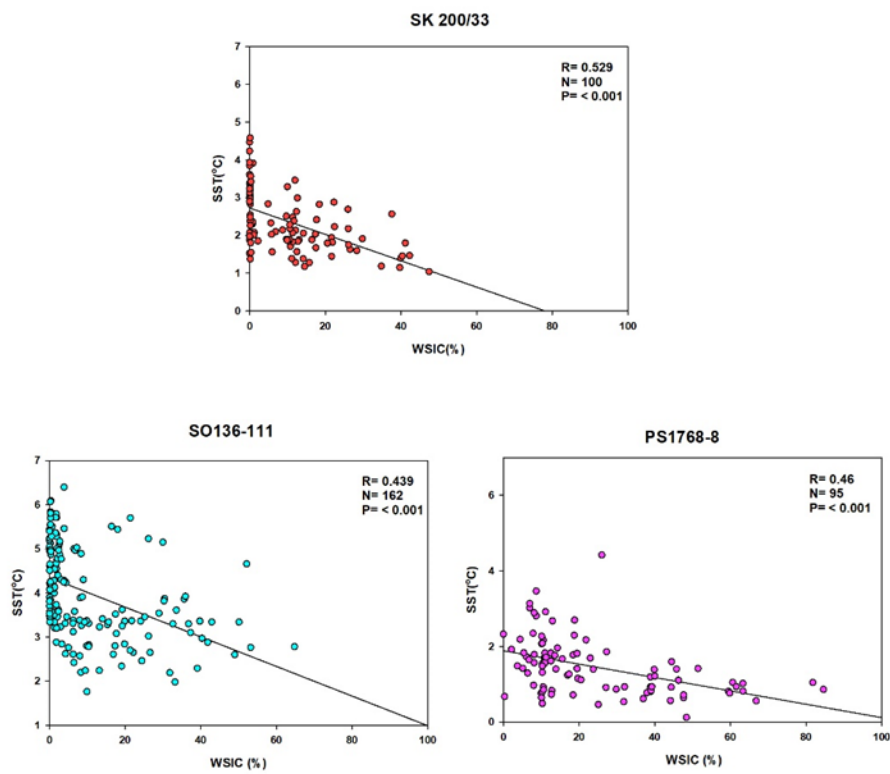 SK 200/33
7
6
5
4
3
2
1
0
SST(°C)
R= 0.529
N= 100
P= < 0.001
0 20 40 60 80 100
WSIC(%)
SO136-111
7
6
5
4
3
2
1
SST(°C)
R= 0.439
N= 162
P= < 0.001
0 20 40 60 80 100
WSIC (%)
PS1768-8
6
4
2
0
SST(°C)
R= 0.46
N= 95
P= < 0.001
0 20 40 60 80 100
WSIC (%)